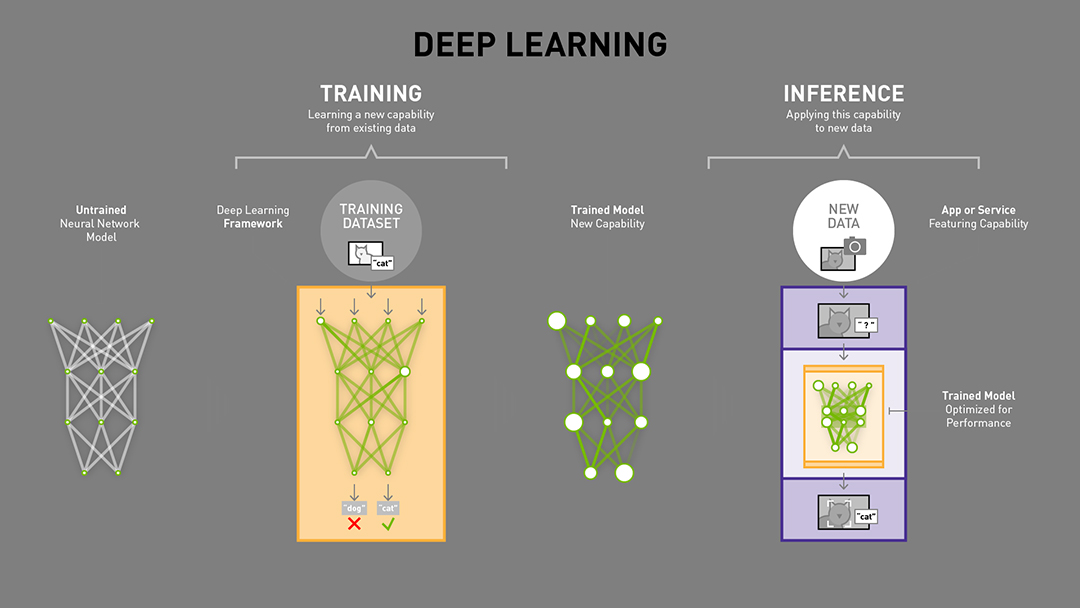 DEEP LEARNING
TRAINING
Learning a new capability
from existing data
INFERENCE
Applying this capability
to new data
Untrained
Neural Network
Model
Deep Learning
Framework
TRAINING
DATASET
"cat"
Trained Model
New Capability
NEW
DATA
App or Service
Featuring Capability
"?"
"dog"
"cat"
Trained Model
Optimized for
Performance
"cat"